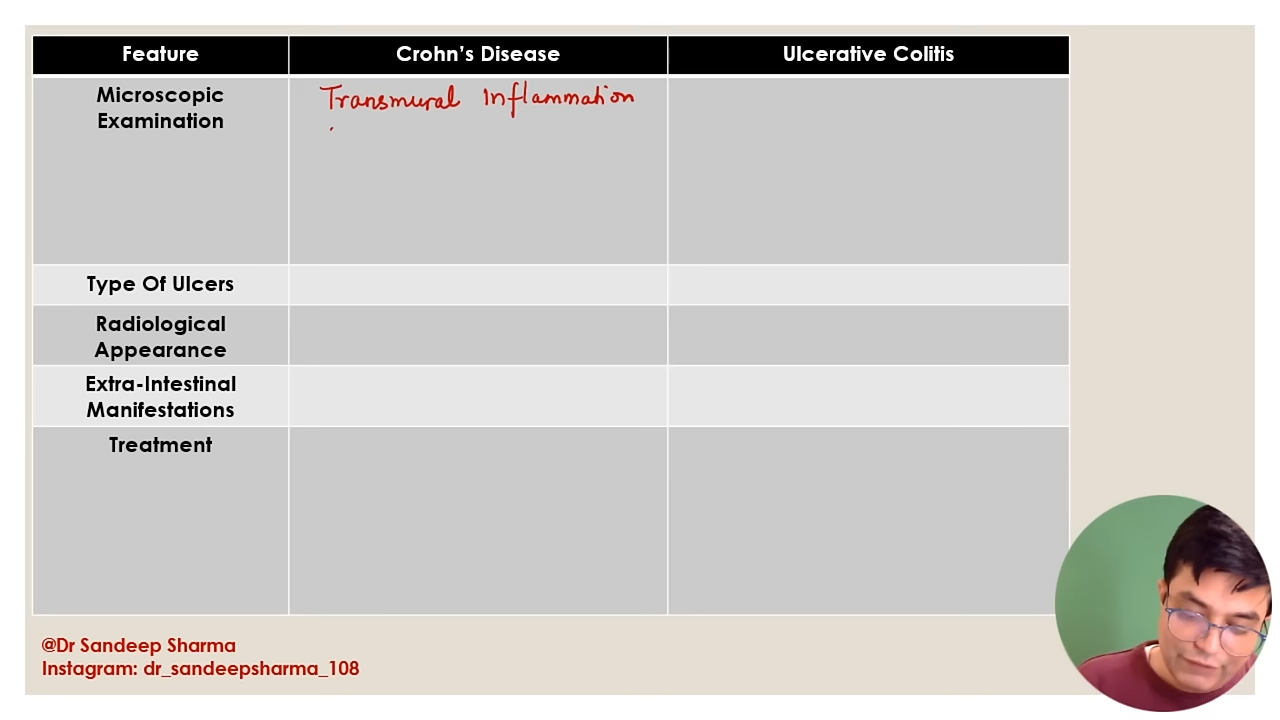 Feature Crohn’s Disease Ulcerative Colitis
Microscopic Transmural Inflammation
Examination
Type Of Ulcers
Radiological
Appearance
Extra-Intestinal
Manifestations
Treatment
@Dr Sandeep Sharma
Instagram: dr_sandeepsharma_108